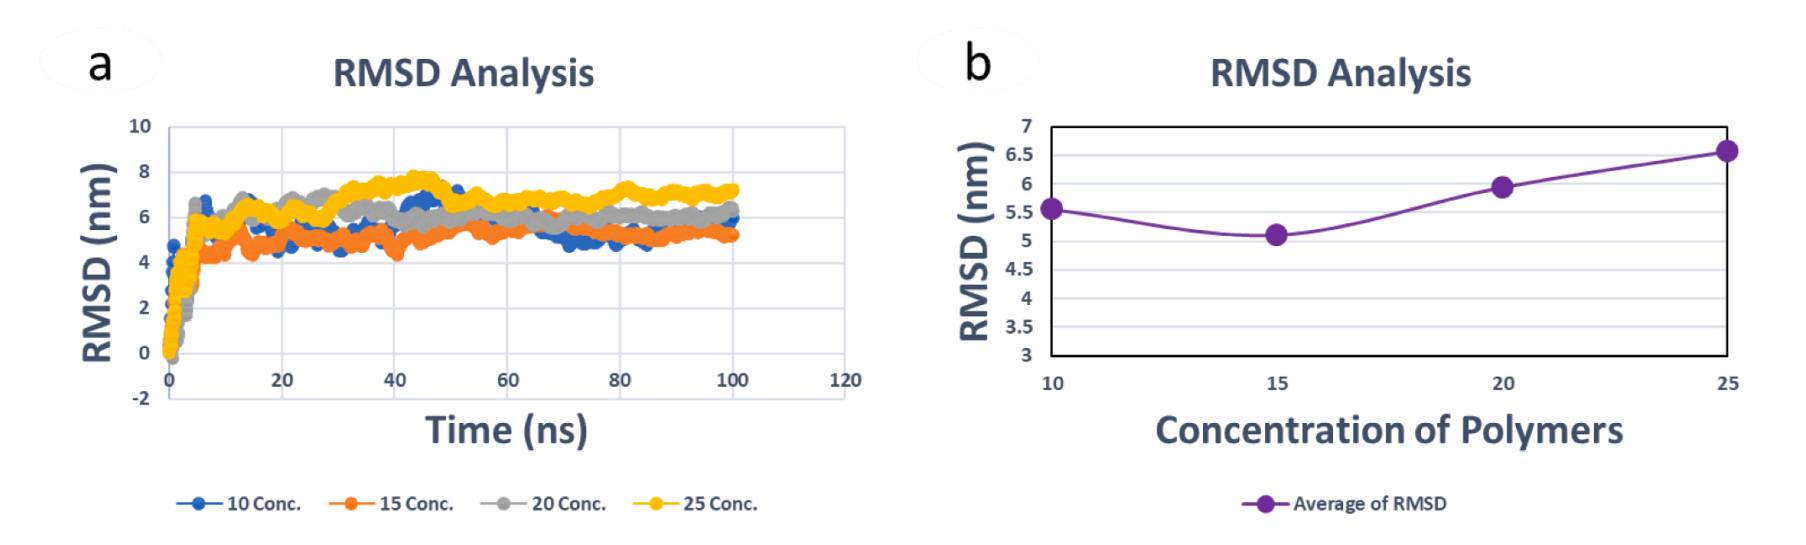 a
RMSD Analysis
10
8
6
4
2
0
-2
0 20 40 60 80 100 120
RMSD (nm)
Time (ns)
10 Conc. 15 Conc. 20 Conc. 25 Conc.
b
RMSD Analysis
7
6.5
6
5.5
5
4.5
4
3.5
3
10 15 20 25
RMSD (nm)
Concentration of Polymers
Average of RMSD